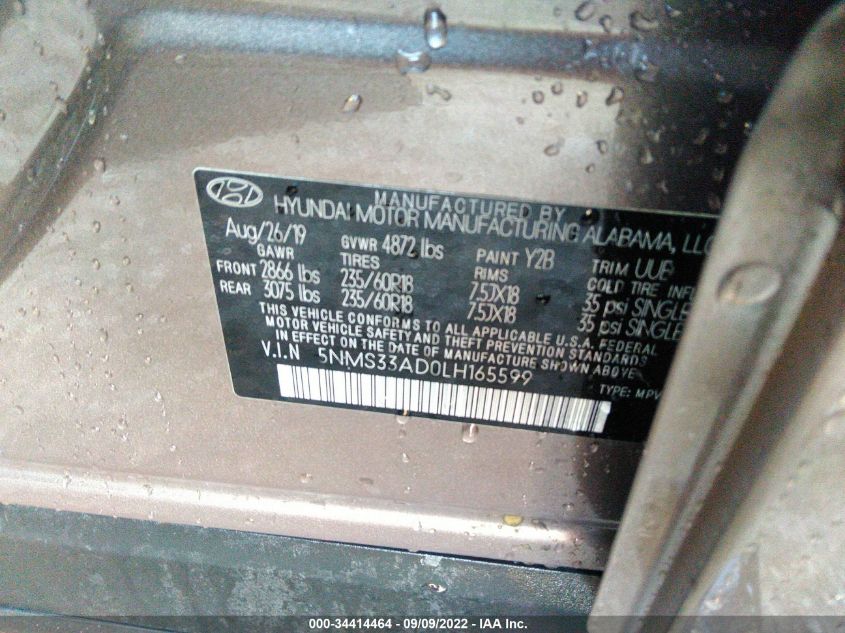 MANUFACTURED BY
HYUNDAI MOTOR MANUFACTURING ALABAMA, LLC
Aug/26/19 GVWR 4872 lbs PAINT Y2B TRIM UUF
GAWR TIRES RIMS COLD TIRE INFL
FRONT 2866 lbs 235/60R18 7.5JX18 35 psi SINGLE
REAR 3075 lbs 235/60R18 7.5JX18 35 psi SINGLE
THIS VEHICLE CONFORMS TO ALL APPLICABLE U.S.A. FEDERAL
MOTOR VEHICLE SAFETY AND THEFT PREVENTION STANDARDS
IN EFFECT ON THE DATE OF MANUFACTURE SHOWN ABOVE
V.I.N 5NMS33AD0LH165599
TYPE: MPV
000-34414464 - 09/09/2022 - IAA Inc.